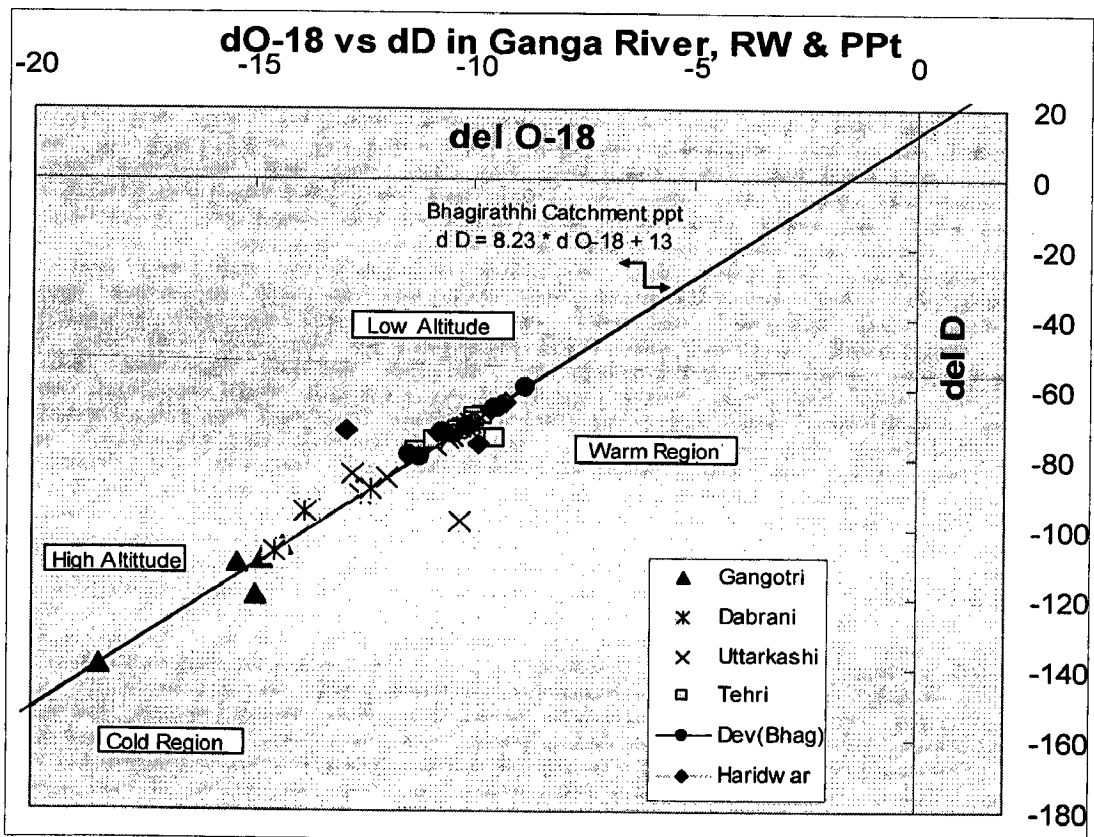 dO-18 vs dD in Ganga River, RW & PPt
-20 -15 -10 -5 0
del O-18
20
0
-20
-40
-60
-80
-100
-120
-140
-160
-180
del D
Bhagirathhi Catchment ppt
d D = 8.23 * d O-18 + 13
Low Altitude
Warm Region
High Altittude
Cold Region
Gangotri
Dabrani
Uttarkashi
Tehri
Dev(Bhag)
Haridwar